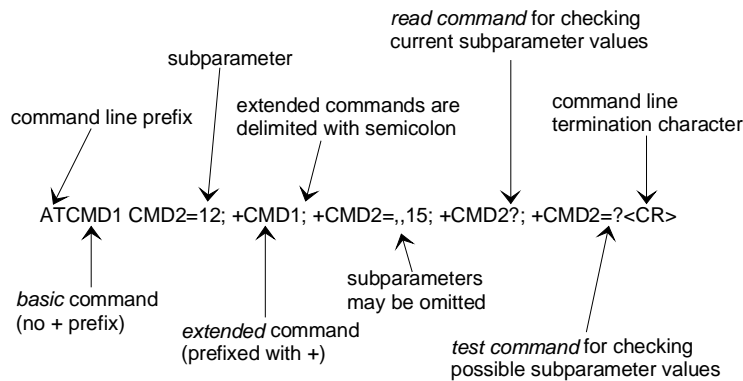 read command for checking
current subparameter values
subparameter
extended commands are
delimited with semicolon
command line
termination character
command line prefix
ATCMD1 CMD2=12; +CMD1; +CMD2=,,15; +CMD2?; +CMD2=?<CR>
basic command
(no + prefix)
extended command
(prefixed with +)
subparameters
may be omitted
test command for checking
possible subparameter values